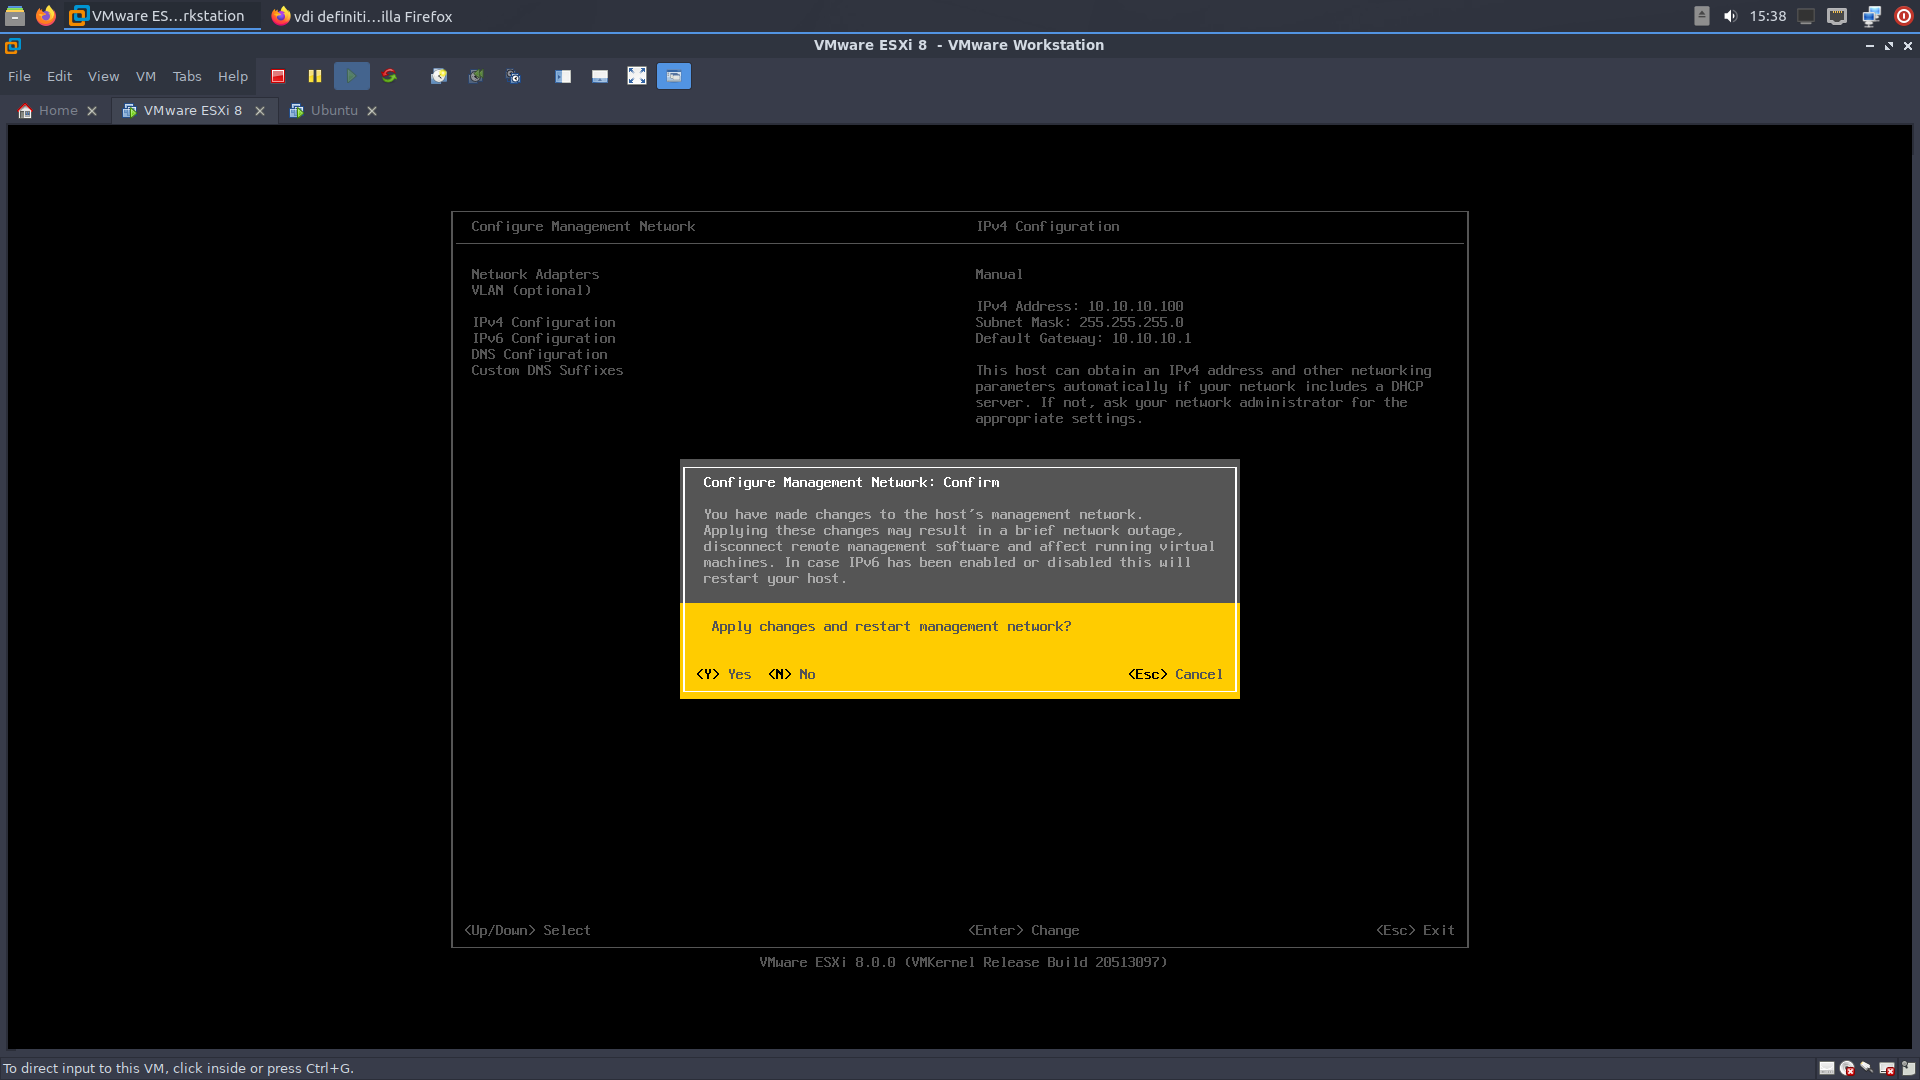 VMware ES...rkstation
vdi definiti...illa Firefox
15:38
VMware ESXi 8 - VMware Workstation
File Edit View VM Tabs Help
Home
VMware ESXi 8
Ubuntu
Configure Management Network
IPv4 Configuration
Network Adapters
VLAN (optional)
IPv4 Configuration
IPv6 Configuration
DNS Configuration
Custom DNS Suffixes
Manual
IPv4 Address: 10.10.10.100
Subnet Mask: 255.255.255.0
Default Gateway: 10.10.10.1
This host can obtain an IPv4 address and other networking
parameters automatically if your network includes a DHCP
server. If not, ask your network administrator for the
appropriate settings.
Configure Management Network: Confirm
You have made changes to the host's management network.
Applying these changes may result in a brief network outage,
disconnect remote management software and affect running virtual
machines. In case IPv6 has been enabled or disabled this will
restart your host.
Apply changes and restart management network?
<Y> Yes <N> No
<Esc> Cancel
<Up/Down> Select
<Enter> Change
<Esc> Exit
VMware ESXi 8.0.0 (VMKernel Release Build 20513097)
To direct input to this VM, click inside or press Ctrl+G.